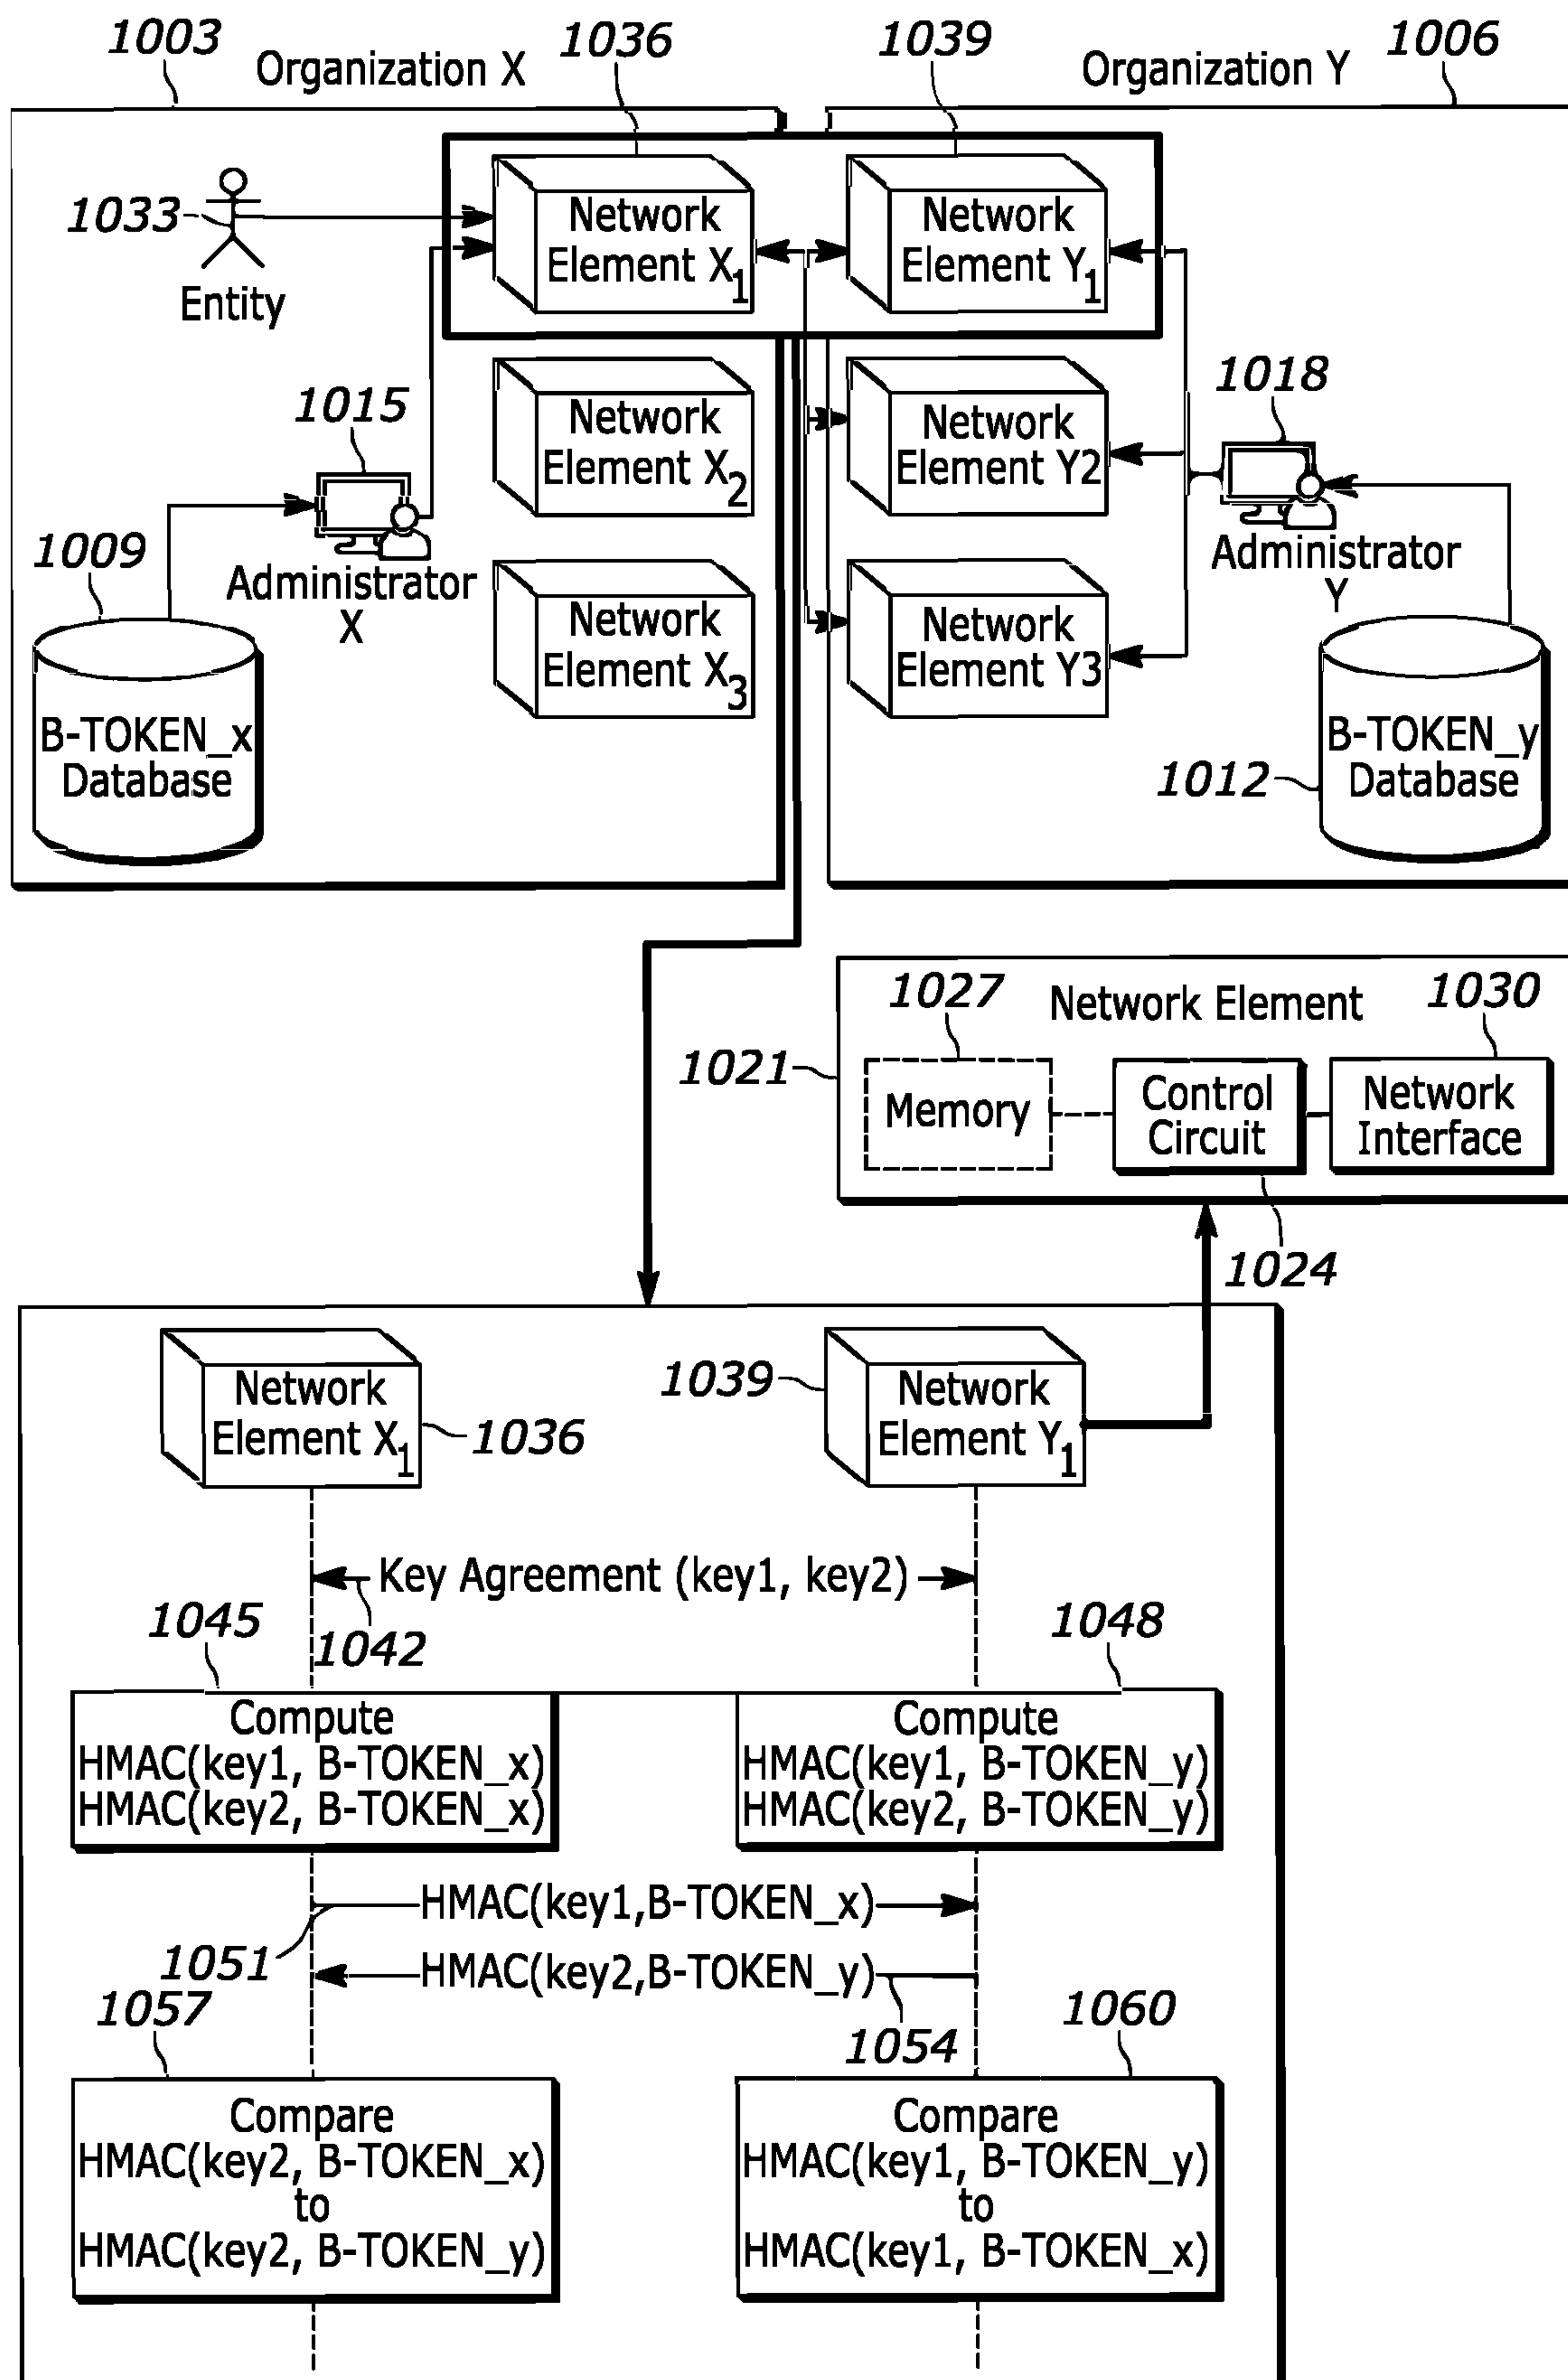 1003
Organization X
1036
1039
Organization Y
1006
1033
Entity
Network
Element X1
Network
Element Y1
1015
Network
Element X2
Network
Element Y2
1018
1009
Administrator
X
Network
Element X3
Network
Element Y3
Administrator
Y
B-TOKEN_x
Database
1012
B-TOKEN_y
Database
1027
Network Element
1030
1021
Memory
Control
Circuit
Network
Interface
1024
Network
Element X1
1036
1039
Network
Element Y1
Key Agreement (key1, key2)
1045
1042
1048
Compute
HMAC(key1, B-TOKEN_x)
HMAC(key2, B-TOKEN_x)
Compute
HMAC(key1, B-TOKEN_y)
HMAC(key2, B-TOKEN_y)
HMAC(key1,B-TOKEN_x)
1051
HMAC(key2,B-TOKEN_y)
1057
1054
1060
Compare
HMAC(key2, B-TOKEN_x)
to
HMAC(key2, B-TOKEN_y)
Compare
HMAC(key1, B-TOKEN_y)
to
HMAC(key1, B-TOKEN_x)